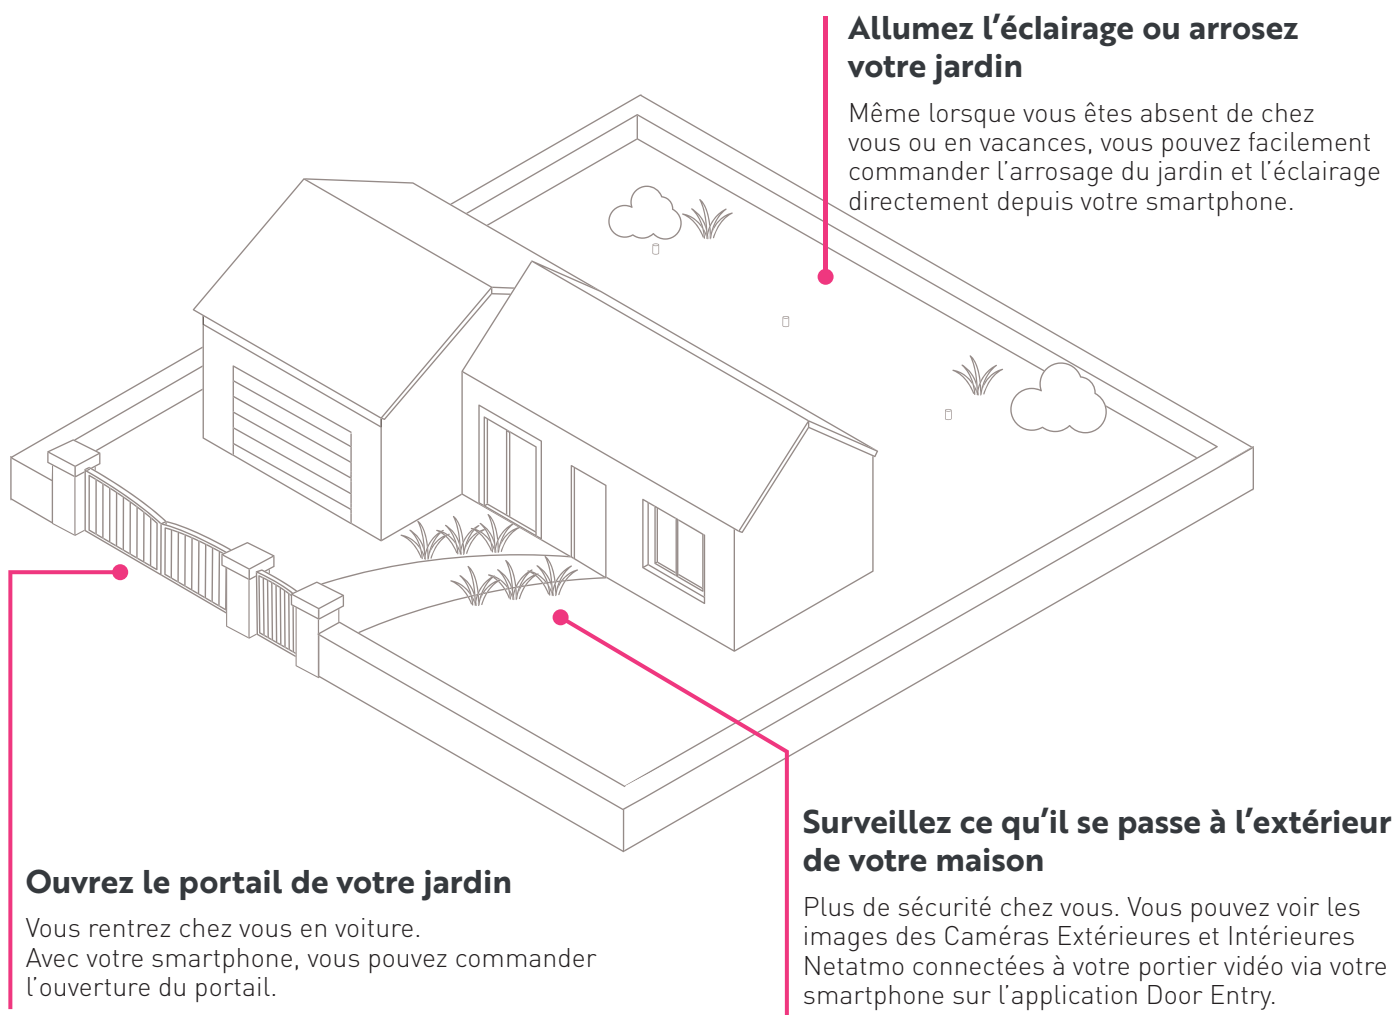 Allumez l’éclairage ou arrosez
votre jardin
Même lorsque vous êtes absent de chez
vous ou en vacances, vous pouvez facilement
commander l’arrosage du jardin et l’éclairage
directement depuis votre smartphone.
Ouvrez le portail de votre jardin
Vous rentrez chez vous en voiture.
Avec votre smartphone, vous pouvez commander
l’ouverture du portail.
Surveillez ce qu’il se passe à l’extérieur
de votre maison
Plus de sécurité chez vous. Vous pouvez voir les
images des Caméras Extérieures et Intérieures
Netatmo connectées à votre portier vidéo via votre
smartphone sur l’application Door Entry.